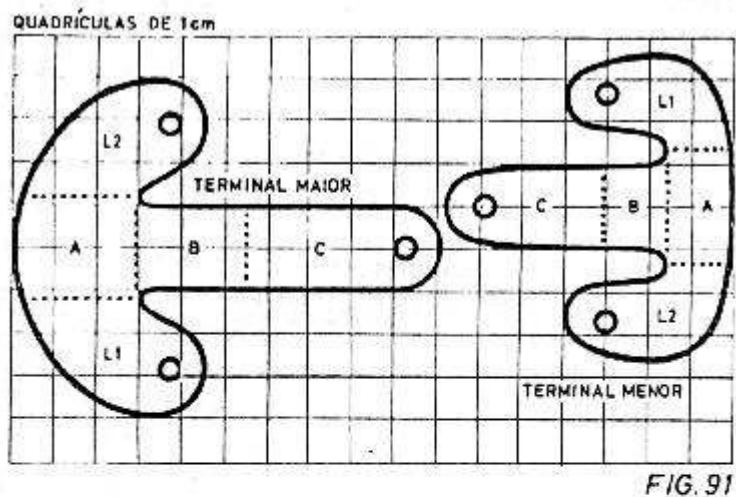 QUADRÍCULAS DE 1cm
L2
TERMINAL MAIOR
A
B
C
L1
L1
C
B
A
L2
TERMINAL MENOR
FIG. 91